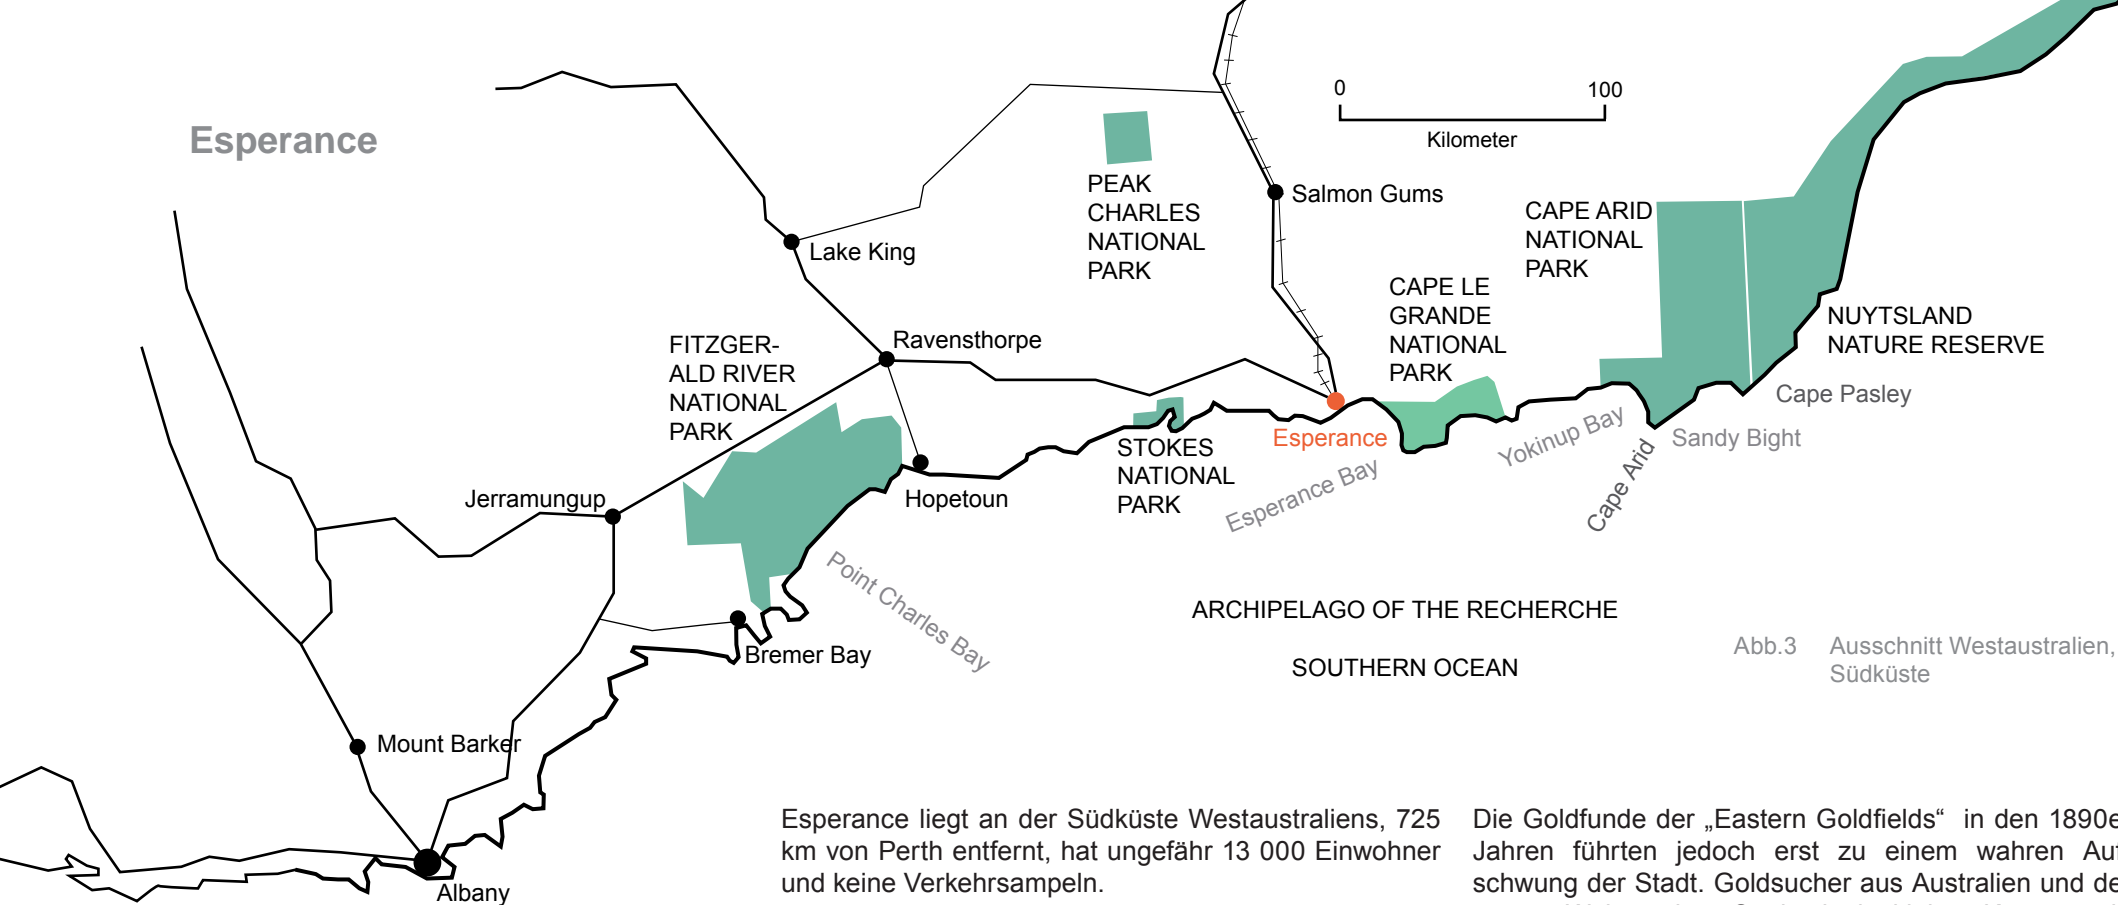 Esperance
0
100
Kilometer
PEAK
CHARLES
NATIONAL
PARK
Salmon Gums
CAPE ARID
NATIONAL
PARK
Lake King
CAPE LE
GRANDE
NATIONAL
PARK
NUYTSLAND
NATURE RESERVE
FITZGER-
ALD RIVER
NATIONAL
PARK
Ravensthorpe
Cape Pasley
Esperance
Yokinup Bay
Sandy Bight
STOKES
NATIONAL
PARK
Esperance Bay
Cape Arid
Jerramungup
Hopetoun
Point Charles Bay
ARCHIPELAGO OF THE RECHERCHE
Bremer Bay
SOUTHERN OCEAN
Abb.3 Ausschnitt Westaustralien,
Südküste
Mount Barker
Albany
Esperance liegt an der Südküste Westaustraliens, 725
km von Perth entfernt, hat ungefähr 13 000 Einwohner
und keine Verkehrsampeln.
Die Goldfunde der „Eastern Goldfields“ in den 1890e
Jahren führten jedoch erst zu einem wahren Auf
schwung der Stadt. Goldsucher aus Australien und de